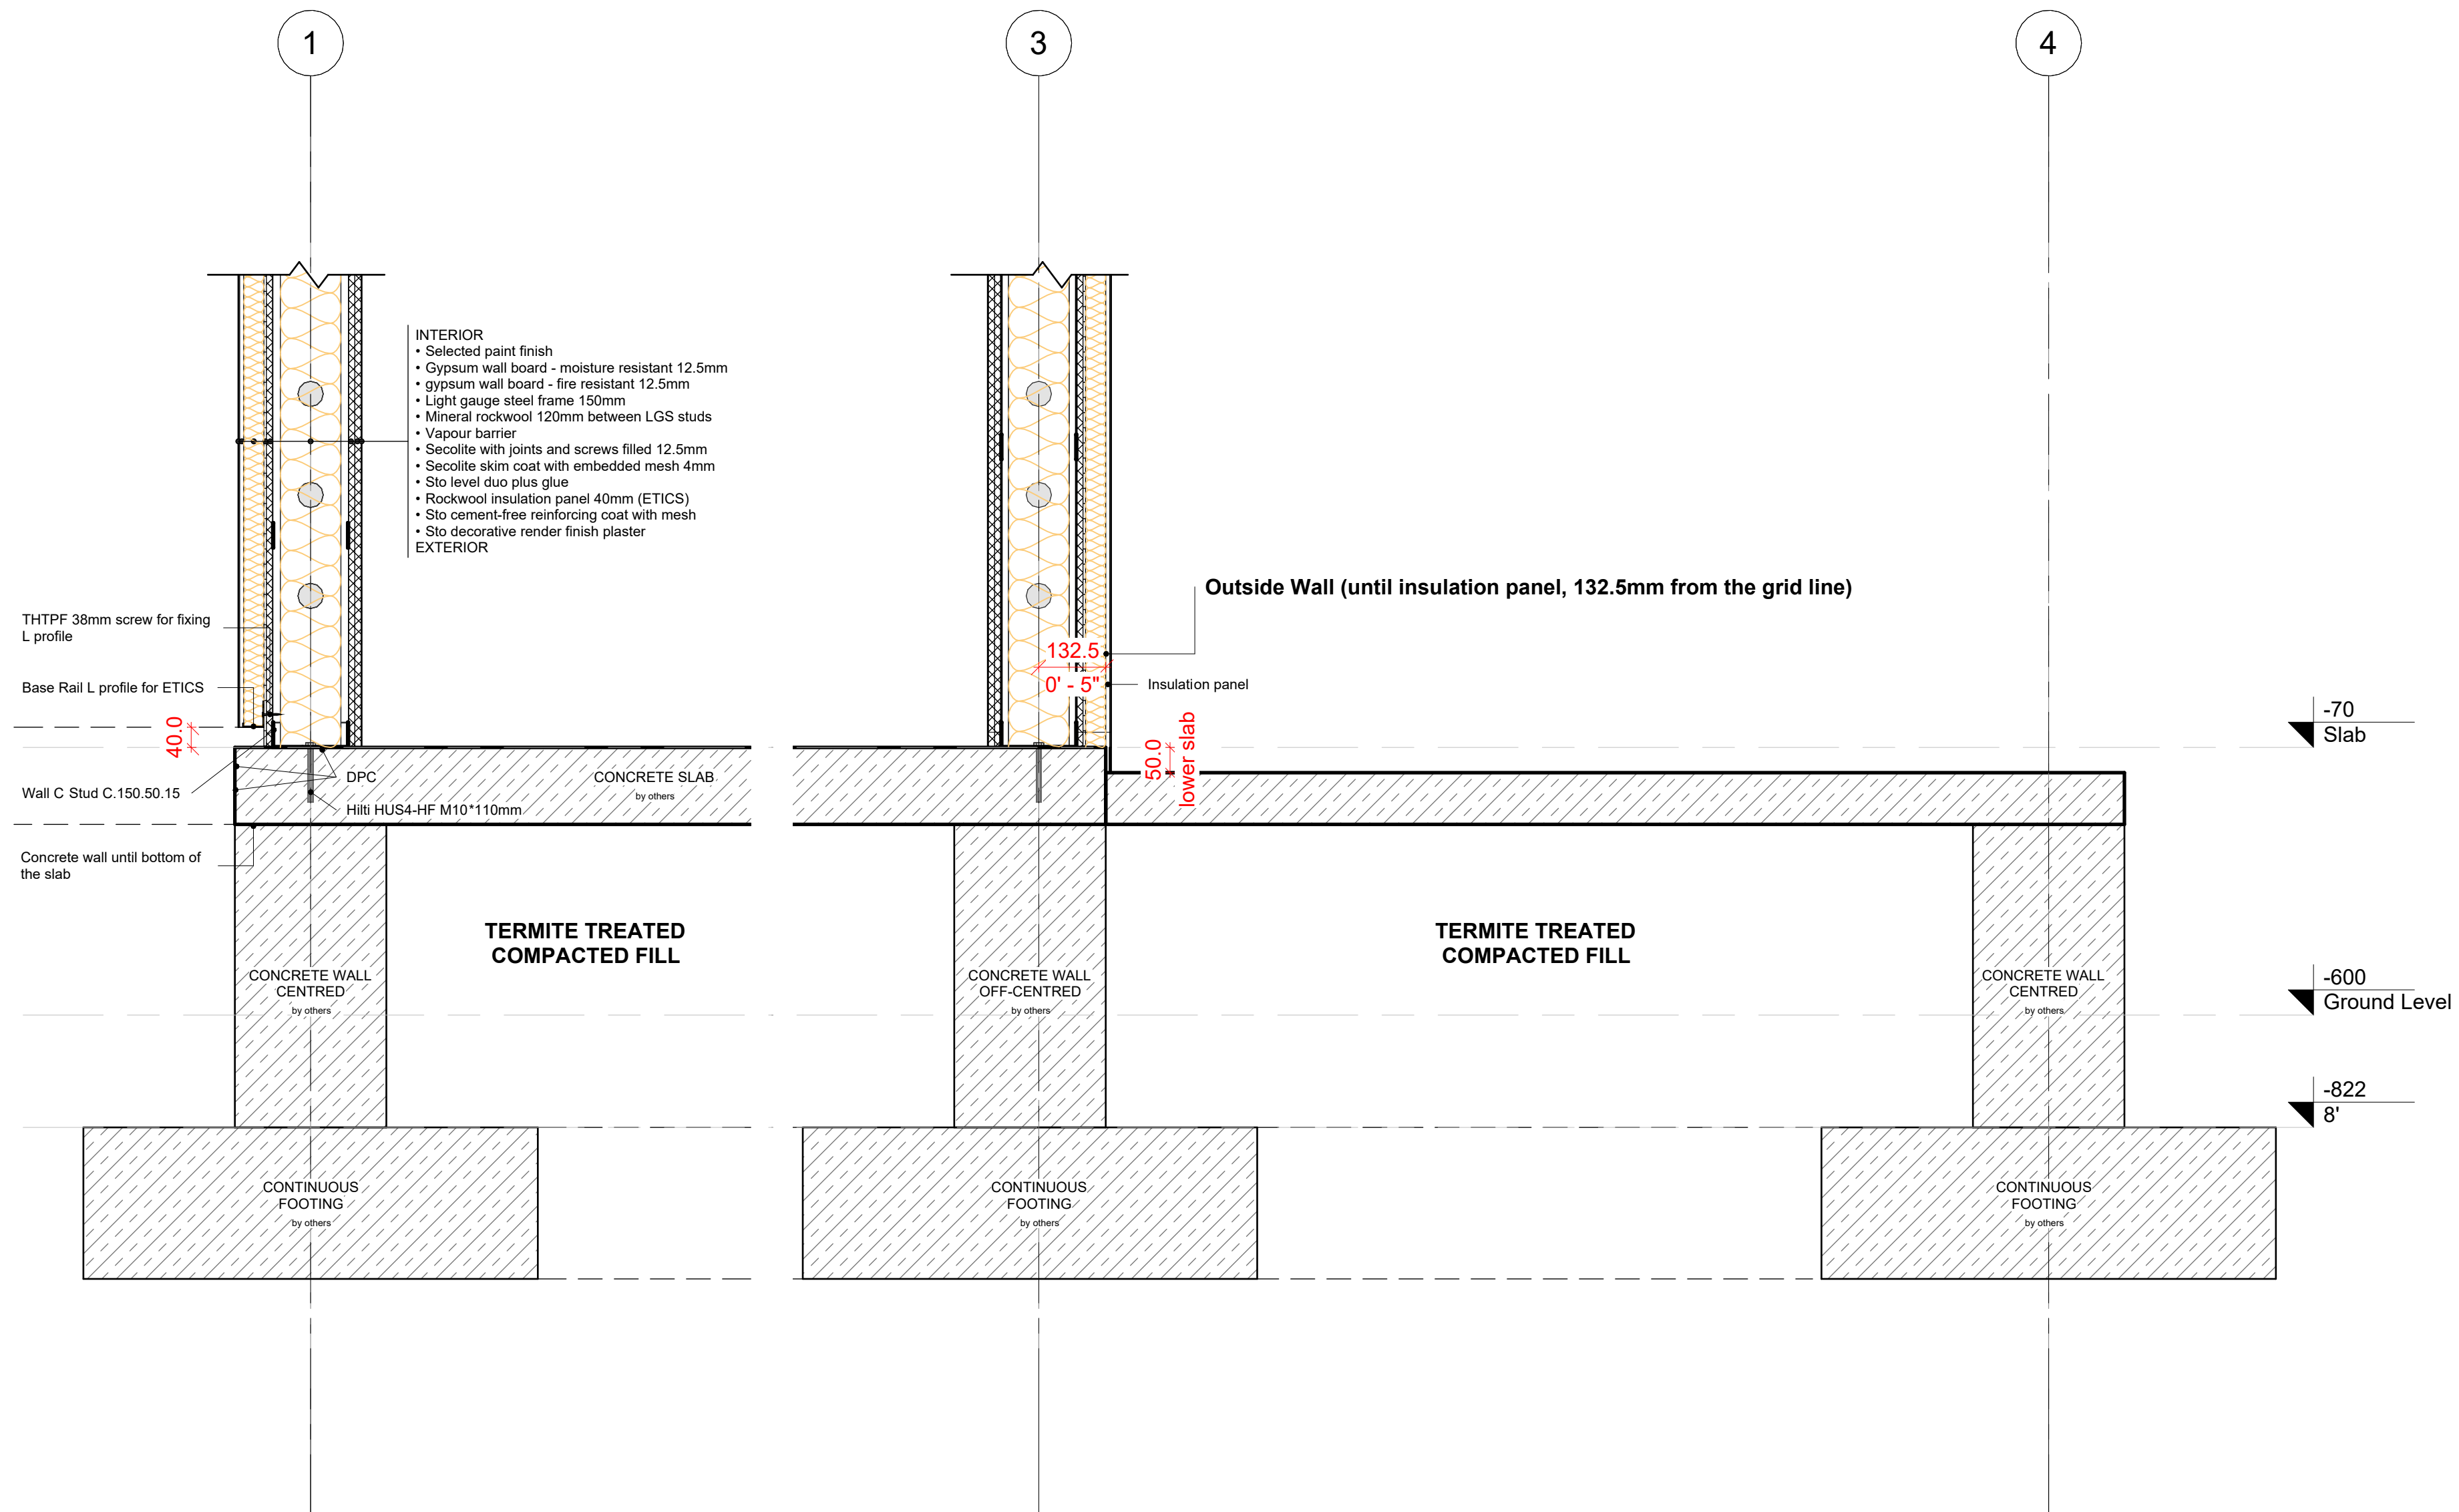 1
3
4
INTERIOR
• Selected paint finish
• Gypsum wall board - moisture resistant 12.5mm
• gypsum wall board - fire resistant 12.5mm
• Light gauge steel frame 150mm
• Mineral rockwool 120mm between LGS studs
• Vapour barrier
• Secolite with joints and screws filled 12.5mm
• Secolite skim coat with embedded mesh 4mm
• Sto level duo plus glue
• Rockwool insulation panel 40mm (ETICS)
• Sto cement-free reinforcing coat with mesh
• Sto decorative render finish plaster
EXTERIOR
THTPF 38mm screw for fixing
L profile
Base Rail L profile for ETICS
40.0
Wall C Stud C.150.50.15
Concrete wall until bottom of
the slab
DPC
Hilti HUS4-HF M10*110mm
CONCRETE SLAB
by others
Outside Wall (until insulation panel, 132.5mm from the grid line)
132.5
0' - 5"
Insulation panel
50.0
lower slab
-70
Slab
TERMITE TREATED
COMPACTED FILL
TERMITE TREATED
COMPACTED FILL
CONCRETE WALL
CENTRED
by others
CONCRETE WALL
OFF-CENTRED
by others
CONCRETE WALL
CENTRED
by others
-600
Ground Level
-822
8'
CONTINUOUS
FOOTING
by others
CONTINUOUS
FOOTING
by others
CONTINUOUS
FOOTING
by others